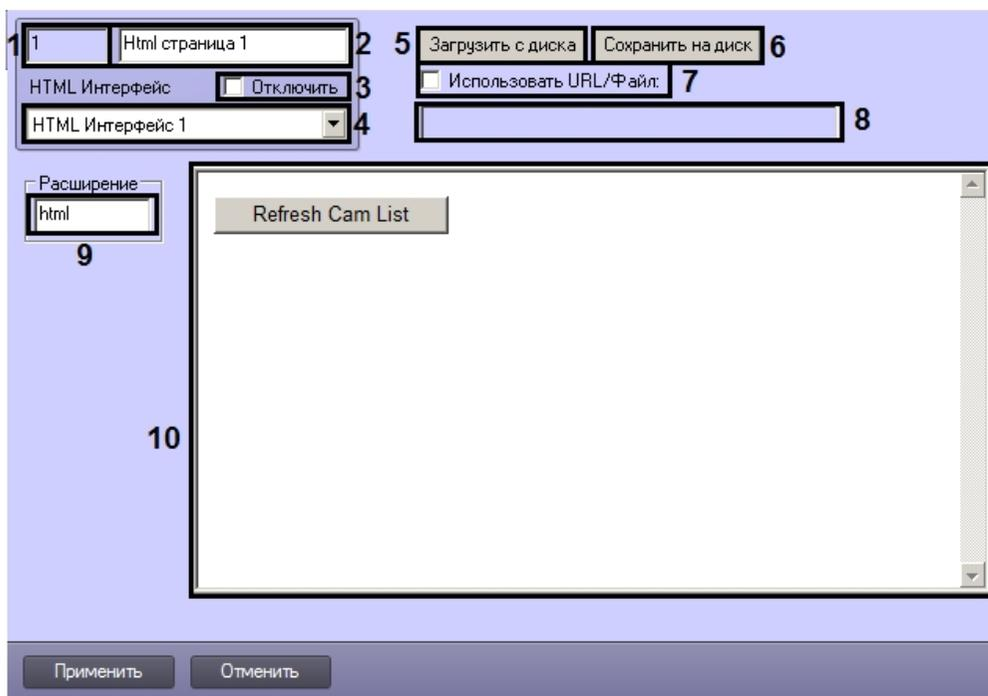 1 1 Html страница 1 2 5 Загрузить с диска Сохранить на диск 6
HTML Интерфейс Отключить 3 Использовать URL/Файл: 7
HTML Интерфейс 1 4 8
Расширение
html
9
Refresh Cam List
10
Применить Отменить